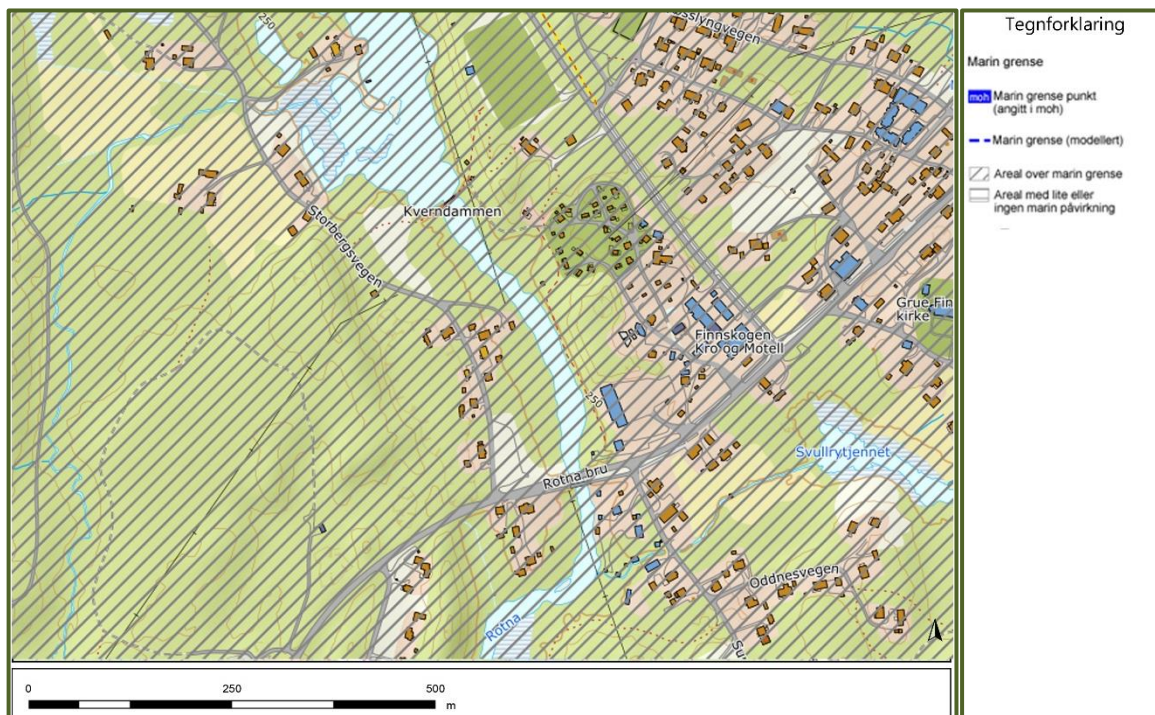 250
sslyngvegen
Kverndammen
Storbergsvegen
Grue Fin
kirke
Finnskogen
Kro og Motell
250
Svullrytjennet
Rotna bru
Oddnesvegen
Rotna
Su
0
250
500
m
Tegnforklaring
Marin grense
moh Marin grense punkt
(angitt i moh)
Marin grense (modellert)
Areal over marin grense
Areal med lite eller
ingen marin påvirkning